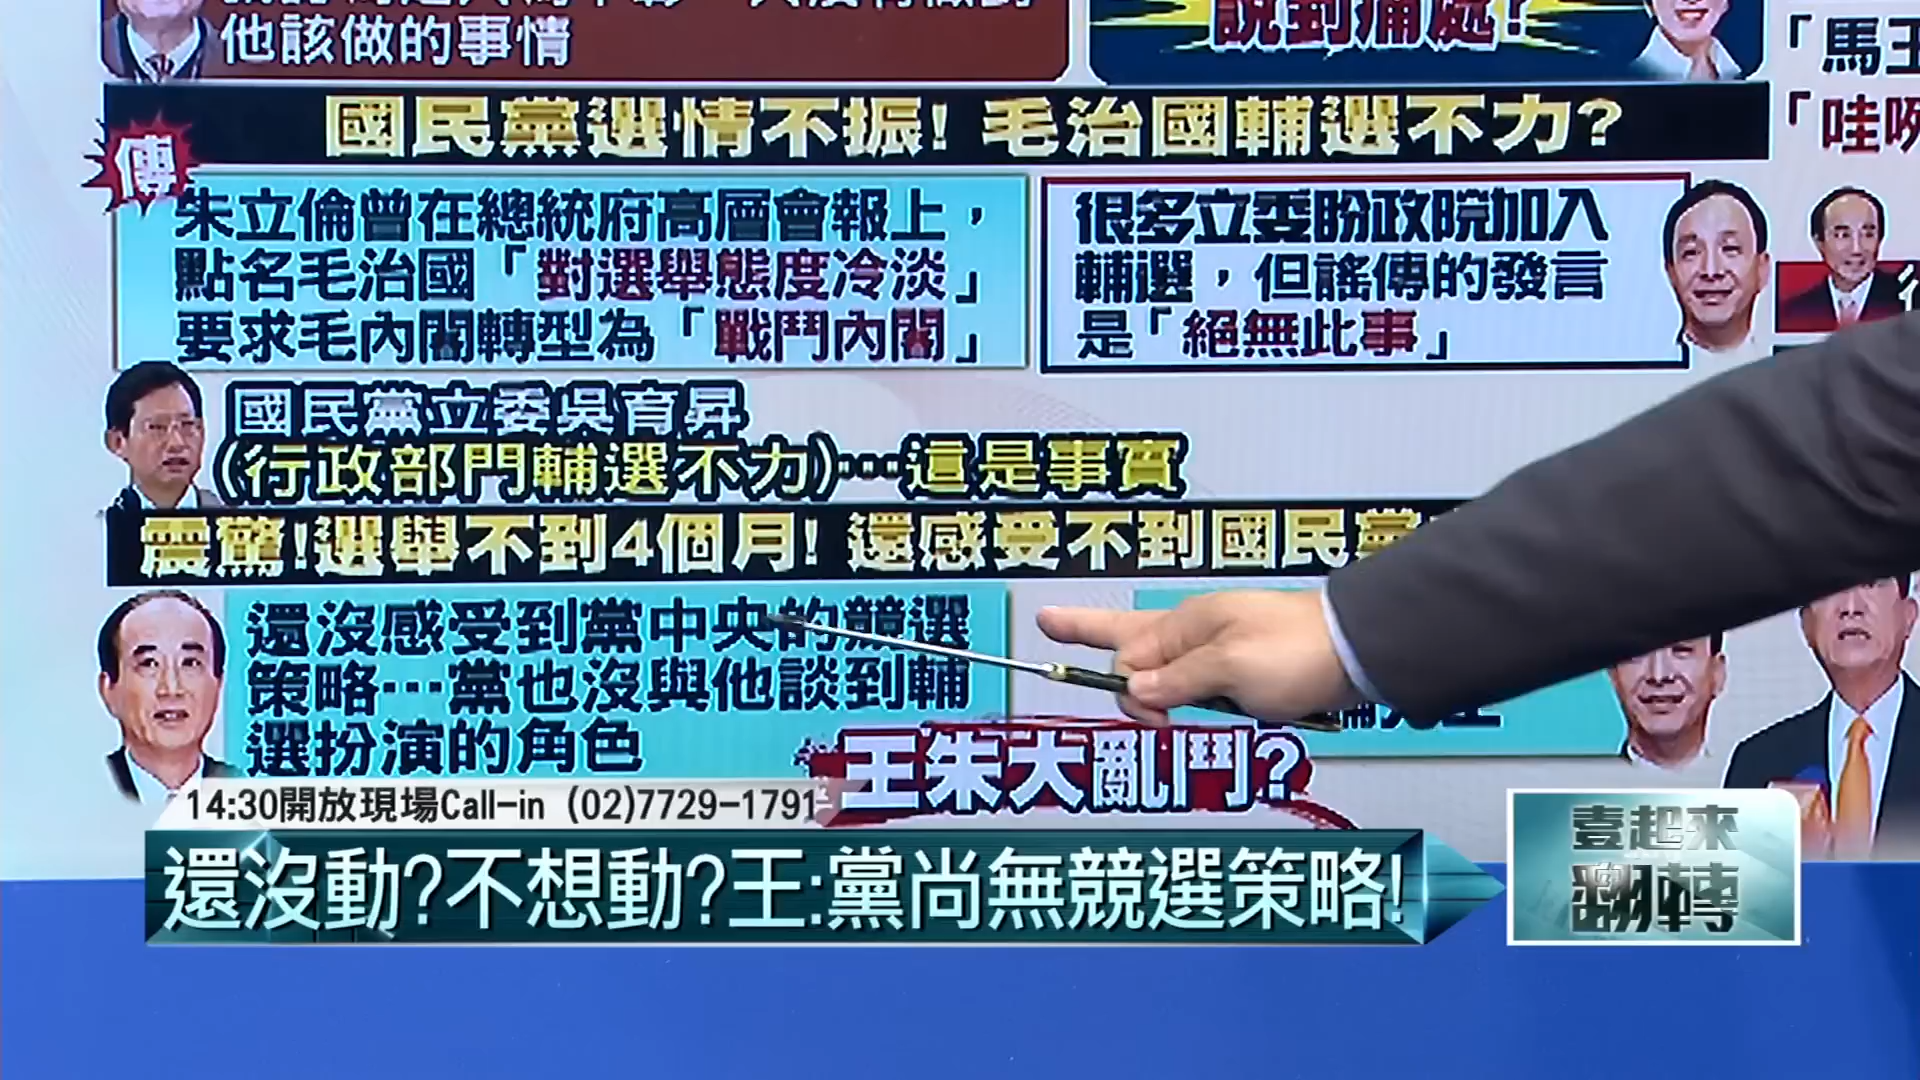 他該做的事情
說到痛處!
「馬王
國民黨選情不振! 毛治國輔選不力?
「哇咧
傳
朱立倫曾在總統府高層會報上,
點名毛治國「對選舉態度冷淡」
要求毛內閣轉型為「戰鬥內閣」
很多立委盼政院加入
輔選,但謠傳的發言
是「絕無此事」
國民黨立委吳育昇
(行政部門輔選不力)…這是事實
震驚!選舉不到4個月! 還感受不到國民黨
還沒感受到黨中央的競選
策略…黨也沒與他談到輔
選扮演的角色
王朱大亂鬥?
14:30開放現場Call-in (02)7729-1791
還沒動?不想動?王:黨尚無競選策略!
壹起來
翻轉